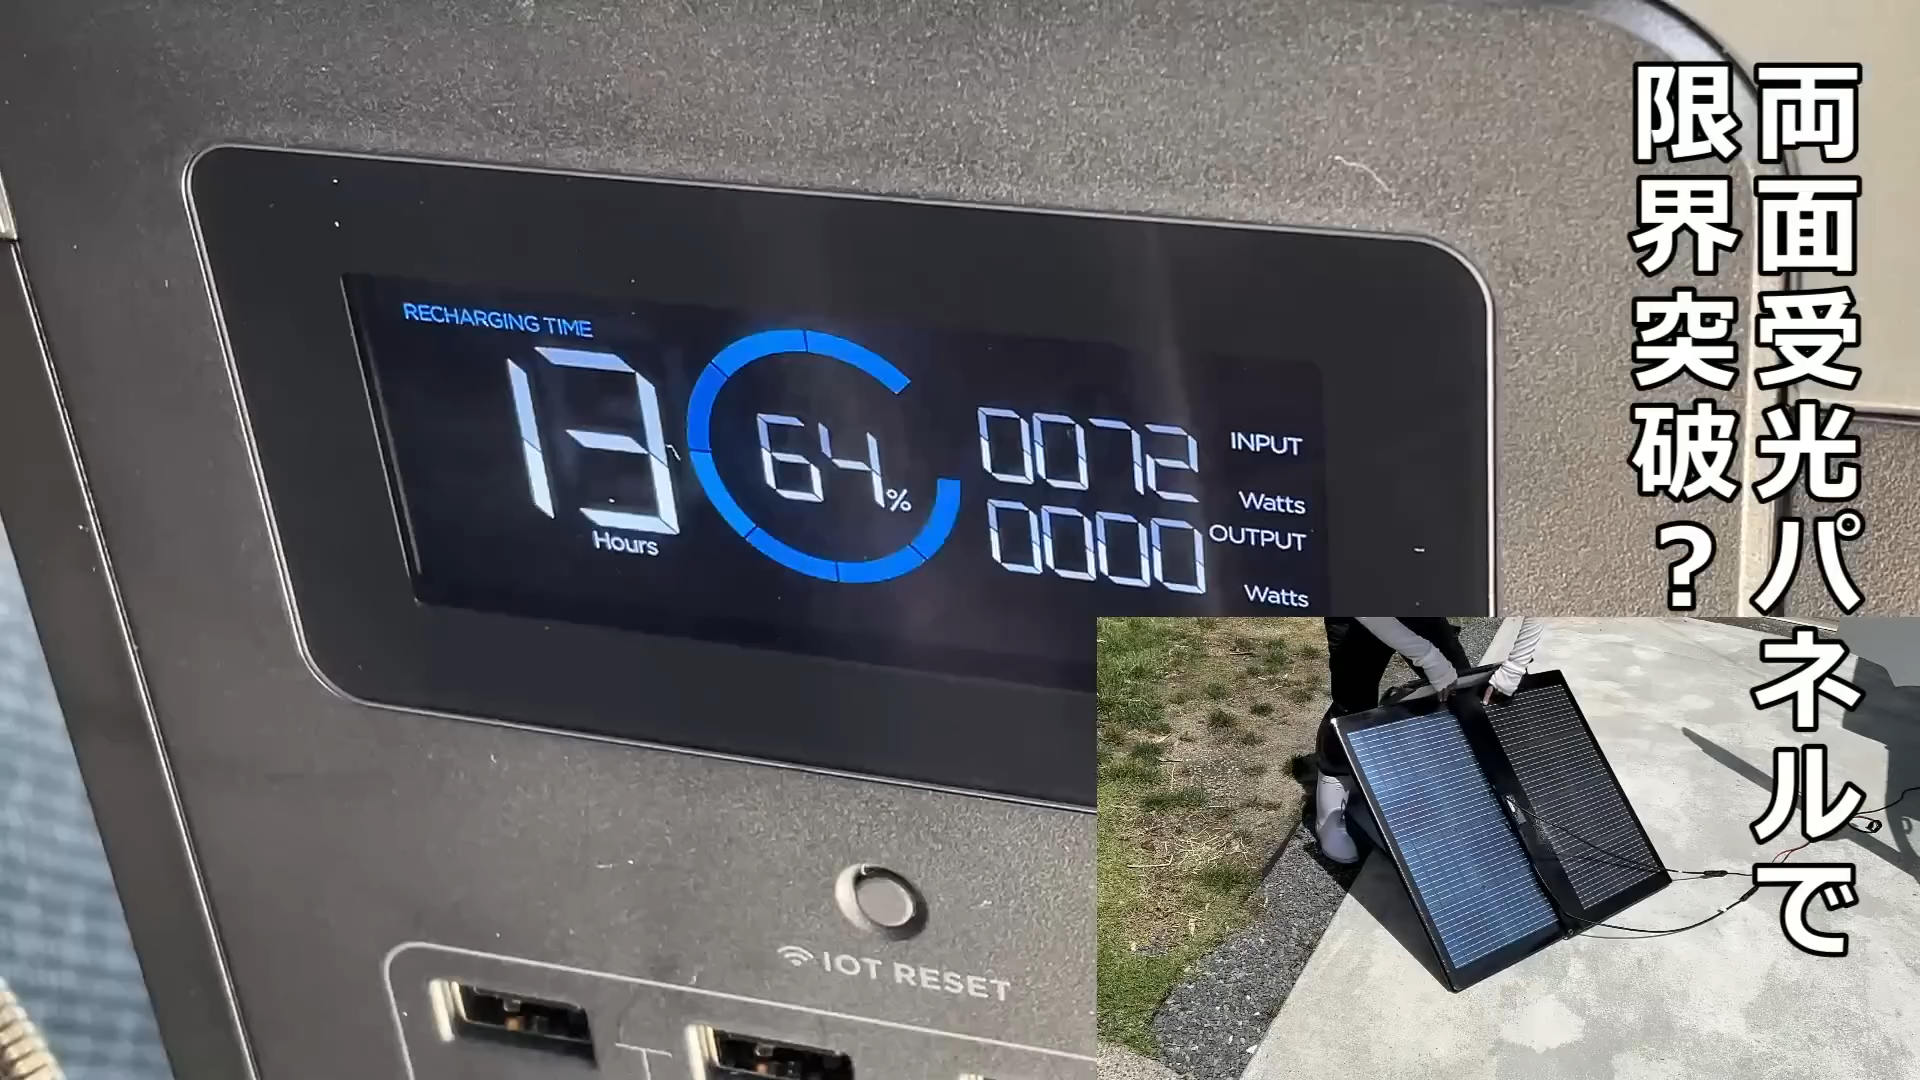 両面受光パネルで
限界突破?
RECHARGING TIME
13
Hours
64%
0072 INPUT
Watts
0000 OUTPUT
Watts
IOT RESET